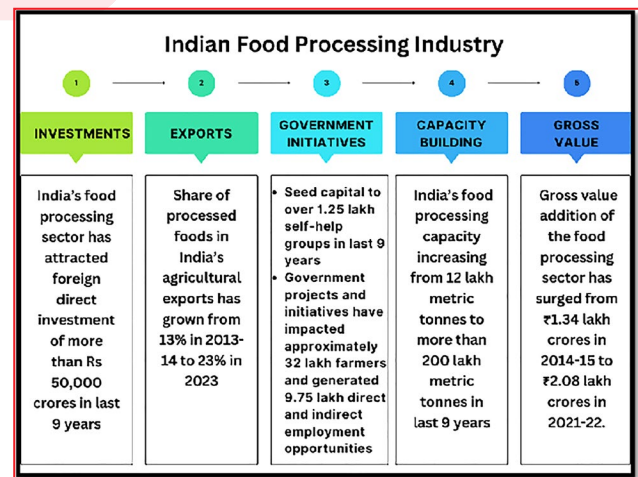 Indian Food Processing Industry
1
2
3
4
5
INVESTMENTS
EXPORTS
GOVERNMENT
INITIATIVES
CAPACITY
BUILDING
GROSS
VALUE
India's food
processing
sector has
attracted
foreign
direct
investment
of more
than Rs
50,000
crores in last
9 years
Share of
processed
foods in
India's
agricultural
exports has
grown from
13% in 2013-
14 to 23% in
2023
• Seed capital to
over 1.25 lakh
self-help
groups in last 9
years
• Government
projects and
initiatives have
impacted
approximately
32 lakh farmers
and generated
9.75 lakh direct
and indirect
employment
opportunities
India's food
processing
capacity
increasing
from 12 lakh
metric
tonnes to
more than
200 lakh
metric
tonnes in
last 9 years
Gross value
addition of
the food
processing
sector has
surged from
₹1.34 lakh
crores in
2014-15 to
₹2.08 lakh
crores in
2021-22.